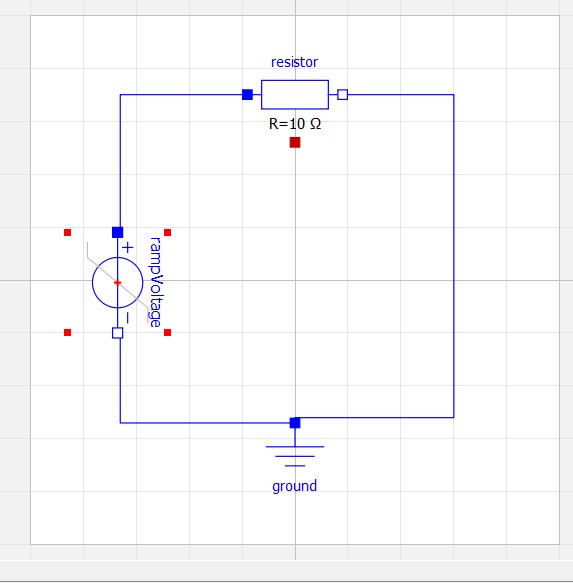 resistor
R=10 Ω
+
rampVoltage
−
ground